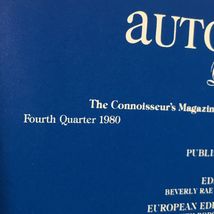 AUTO
The Connoisseur's Magazin
Fourth Quarter 1980
PUBLI
ED
BEVERLY RAE
EUROPEAN EDI